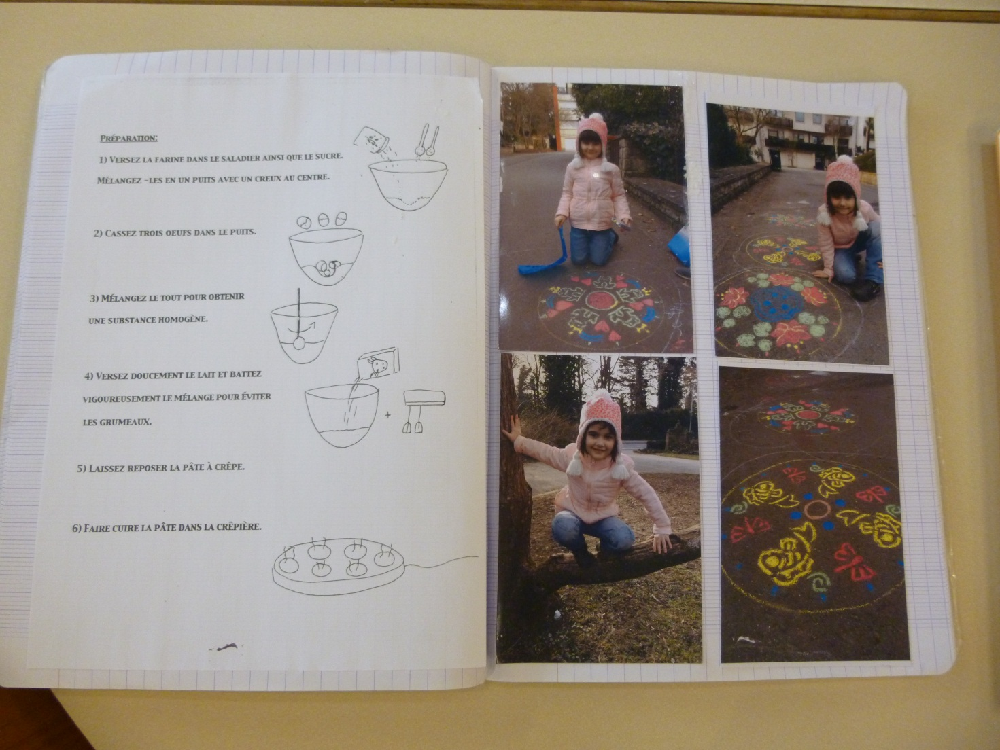 PRÉPARATION:
1) VERSEZ LA FARINE DANS LE SALADIER AINSI QUE LE SUCRE.
MÉLANGEZ –LES EN UN PUITS AVEC UN CREUX AU CENTRE.
2) CASSEZ TROIS OEUFS DANS LE PUITS.
3) MÉLANGEZ LE TOUT POUR OBTENIR
UNE SUBSTANCE HOMOGÈNE.
4) VERSEZ DOUCEMENT LE LAIT ET BATTEZ
VIGOUREUSEMENT LE MÉLANGE POUR ÉVITER
LES GRUMEAUX.
+
5) LAISSEZ REPOSER LA PÂTE À CRÊPE.
6) FAIRE CUIRE LA PÂTE DANS LA CRÊPIÈRE.